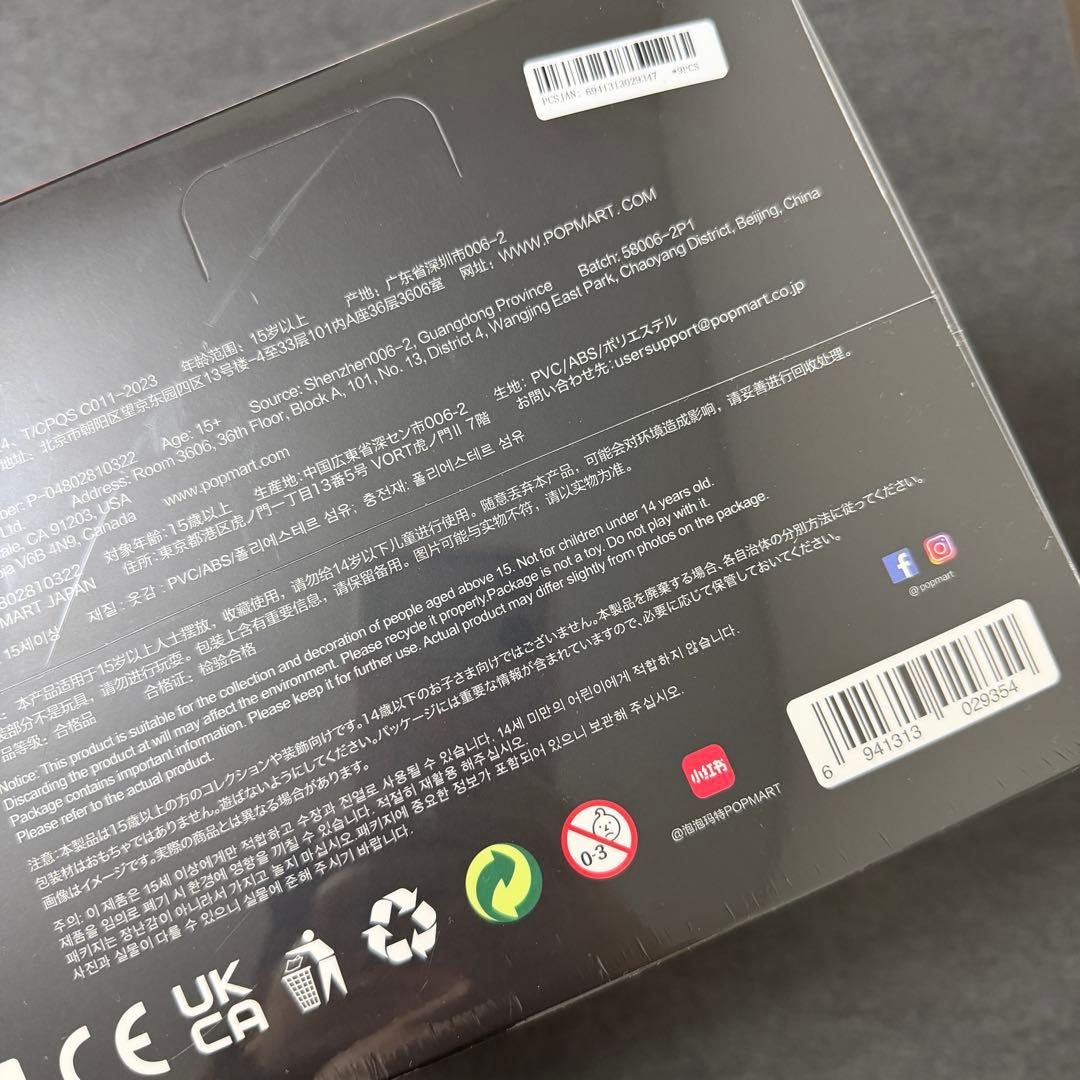 PCSJAN: 6941313029347 *9PCS
T/CPQS C011-2023 年龄范围: 15岁以上 产地: 广东省深圳市006-2
地址: 北京市朝阳区望京东园四区13号楼-4至33层101内A座36层3606室 网址: WWW.POPMART.COM
P-04802810322 Age: 15+ Source: Shenzhen006-2, Guangdong Province Batch: 58006-2P1
Ltd. Address: Room 3606, 36th Floor, Block A, 101, No. 13, District 4, Wangjing East Park, Chaoyang District, Beijing, China
CA 91203, USA
V6B 4N9, Canada www.popmart.com
対象年齢: 15歳以上 生産地: 中国広東省深セン市006-2 生地: PVC/ABS/ポリエステル
MART JAPAN 住所: 東京都港区虎ノ門一丁目13番5号 VORT虎ノ門II 7階 お問い合わせ先: usersupport@popmart.co.jp
15세이상 재질: 옷감: PVC/ABS/폴리에스테르 섬유; 충전재: 폴리에스테르 섬유
本产品适用于15岁以上人士摆放，收藏使用，请勿给14岁以下儿童进行使用。随意丢弃本产品，可能会对环境造成影响，请妥善进行回收处理。
部分不是玩具，请勿进行玩耍。包装上含有重要信息，请保留备用。图片可能与实物不符，请以实物为准。
品等级: 合格品 合格证: 检验合格
Notice: This product is suitable for the collection and decoration of people aged above 15. Not for children under 14 years old.
Discarding the product at will may affect the environment. Please recycle it properly.Package is not a toy. Do not play with it.
Package contains important information. Please keep it for further use. Actual product may differ slightly from photos on the package.
Please refer to the actual product.
注意: 本製品は15歳以上の方のコレクションや装飾向けです。14歳以下のお子さま向けではございません。本製品を廃棄する場合、各自治体の分別方法に従ってください。
包装材はおもちゃではありません。遊ばないようにしてください。パッケージには重要な情報が含まれていますので、必要に応じて保管しておいてください。
画像はイメージです。実際の商品とは異なる場合があります。
주의: 이 제품은 15세 이상에게만 적합하고 수장과 진열로 사용될 수 있습니다. 14세 미만의 어린이에게 적합하지 않습니다.
제품을 임의로 폐기 시 환경에 영향을 끼칠 수 있습니다. 적절히 재활용 해주십시오.
패키지는 장난감이 아니라서 가지고 놀지 마십시오.패키지에 중요한 정보가 포함되어 있으니 보관해 주십시오.
사진과 실물이 다를 수 있으니 실물에 준해 주시기 바랍니다.
@popmart
6 941313 029354
小红书
@泡泡玛特POPMART
0-3
CE
UK
CA